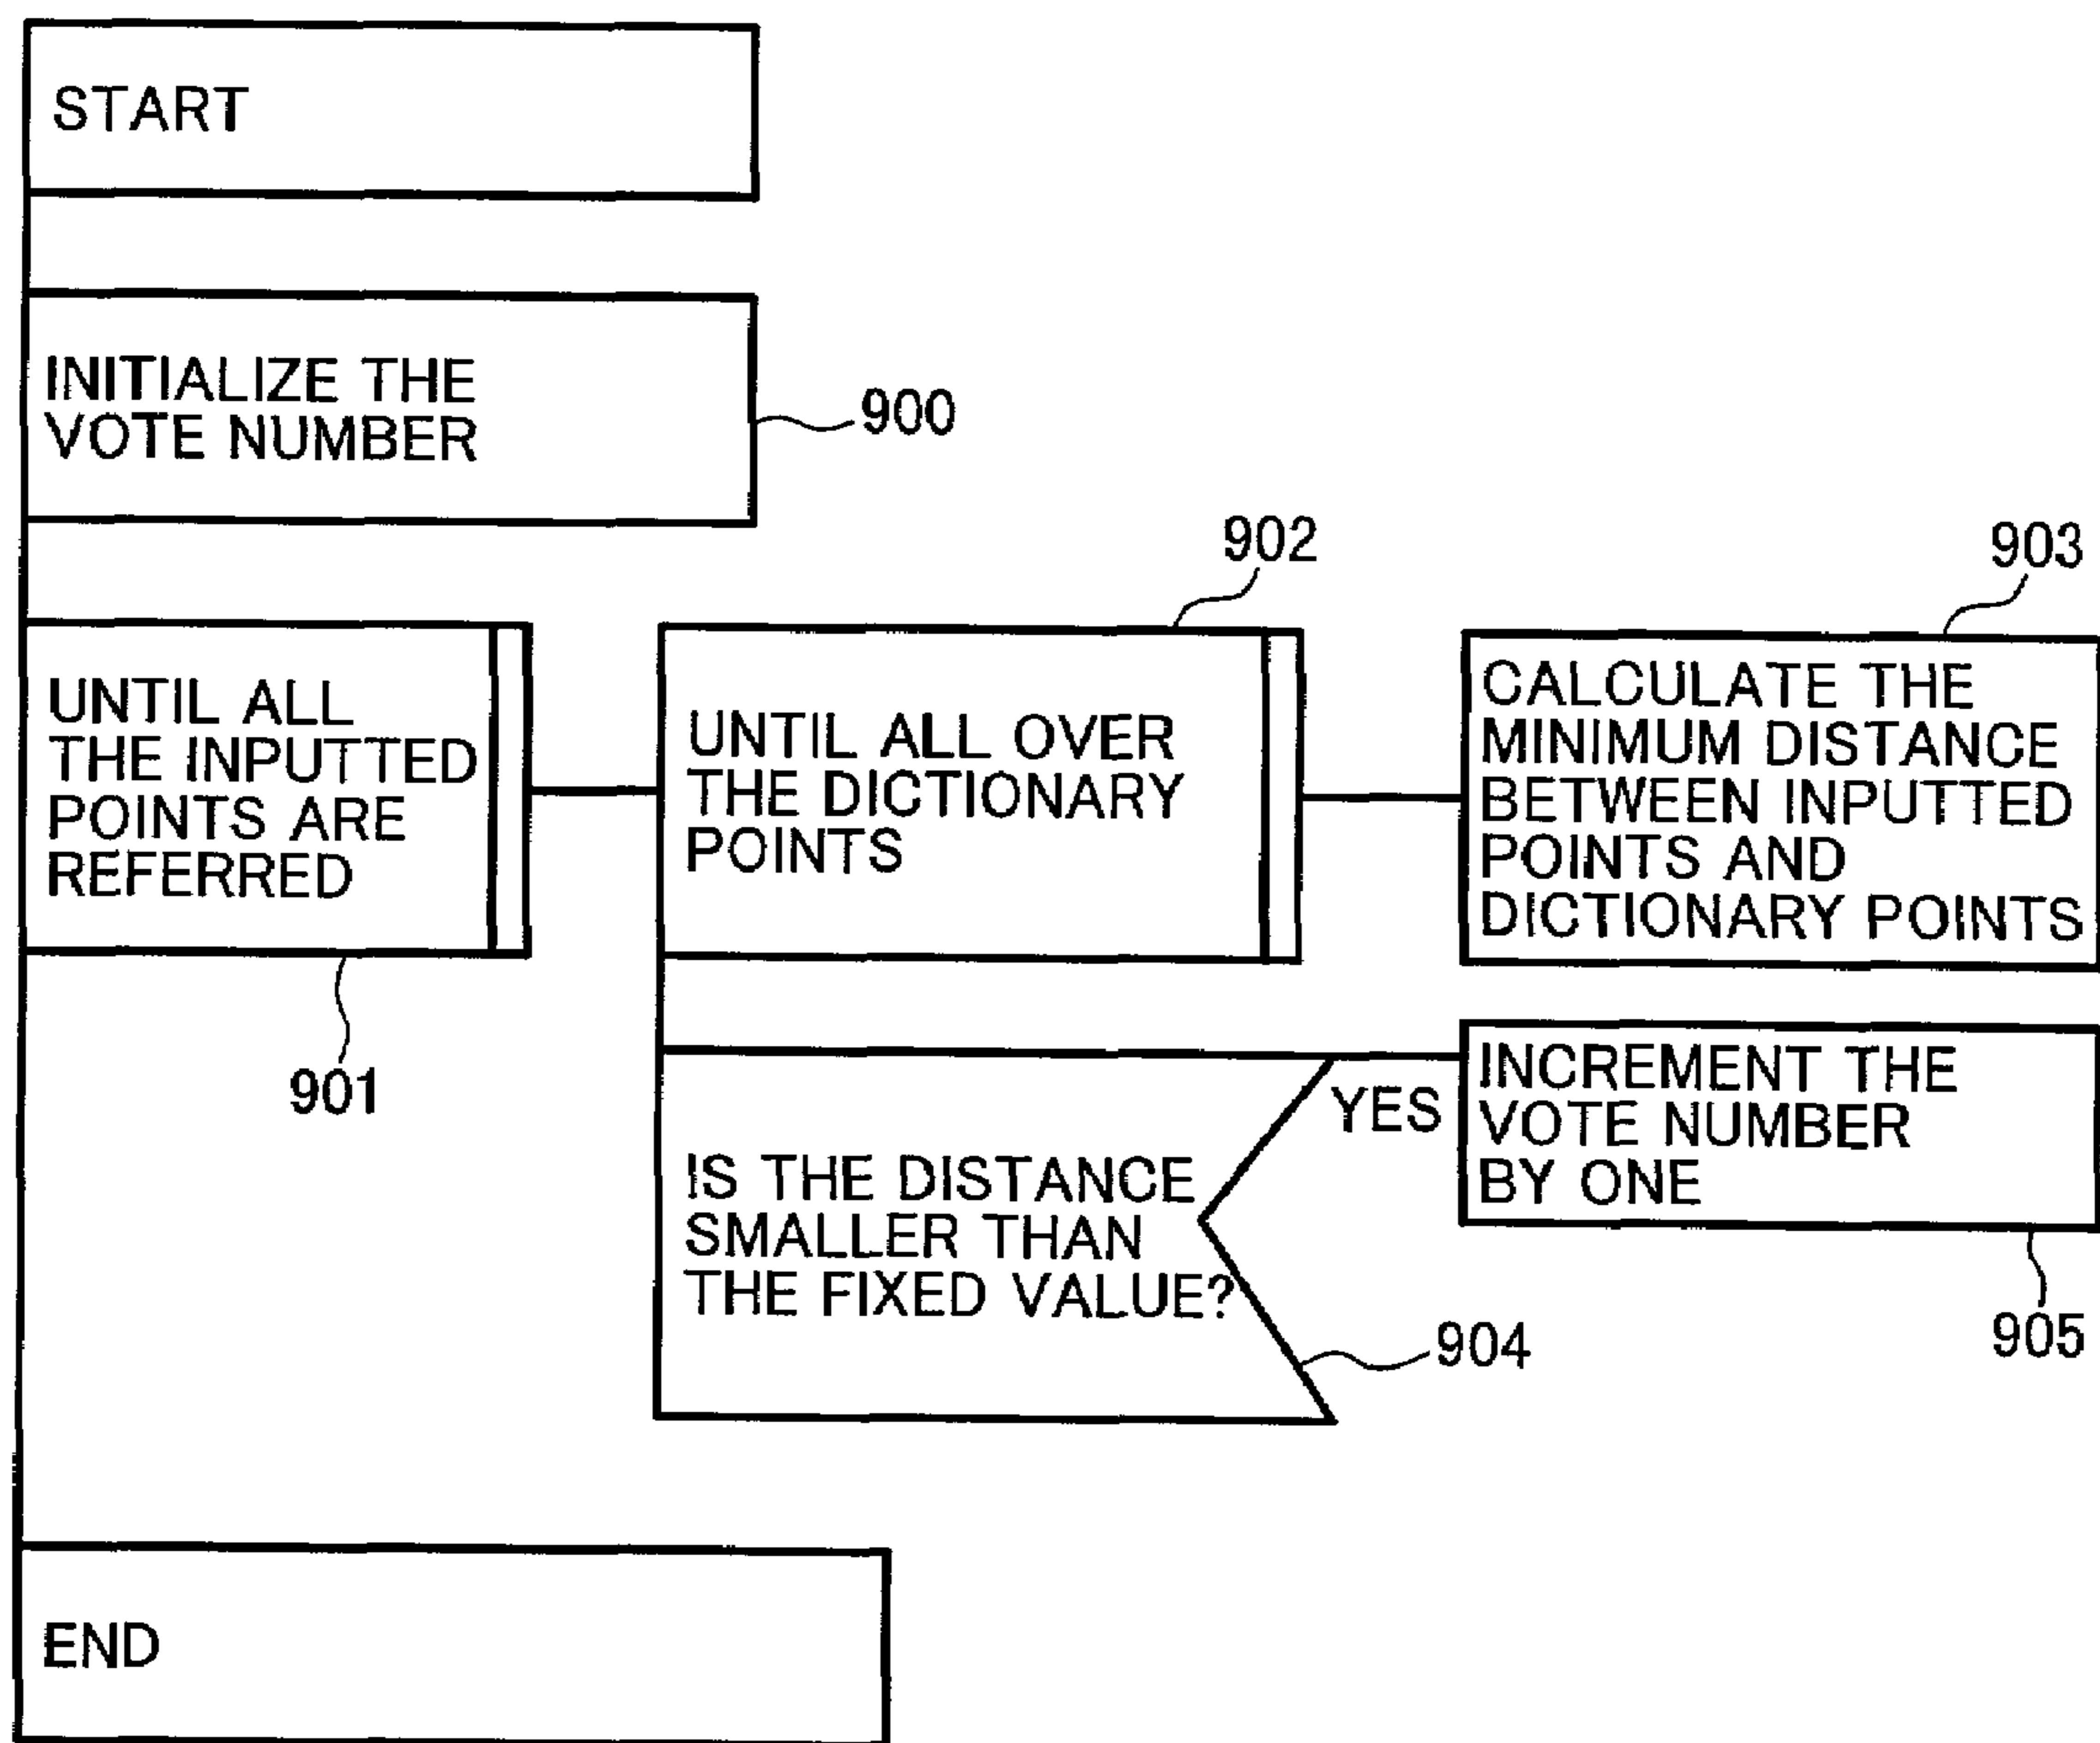 START
INITIALIZE THE
VOTE NUMBER
900
902
903
UNTIL ALL
THE INPUTTED
POINTS ARE
REFERRED
901
UNTIL ALL OVER
THE DICTIONARY
POINTS
CALCULATE THE
MINIMUM DISTANCE
BETWEEN INPUTTED
POINTS AND
DICTIONARY POINTS
IS THE DISTANCE
SMALLER THAN
THE FIXED VALUE?
904
YES
INCREMENT THE
VOTE NUMBER
BY ONE
905
END